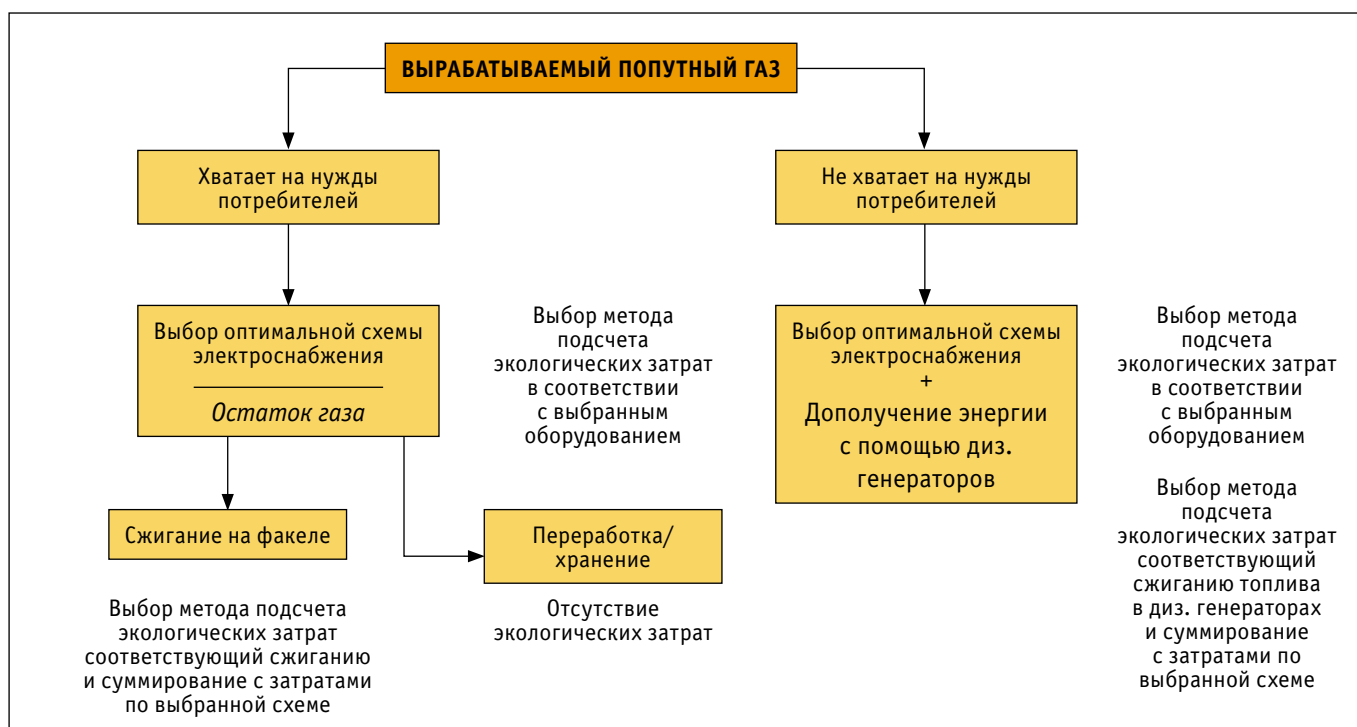 ВЫРАБАТЫВАЕМЫЙ ПОПУТНЫЙ ГАЗ
Хватает на нужды
потребителей
Не хватает на нужды
потребителей
Выбор оптимальной схемы
электроснабжения
Остаток газа
Выбор метода
подсчета
экологических затрат
в соответствии
с выбранным
оборудованием
Выбор оптимальной схемы
электроснабжения
+
Дополучение энергии
с помощью диз.
генераторов
Выбор метода
подсчета
экологических затрат
в соответствии
с выбранным
оборудованием
Сжигание на факеле
Переработка/
хранение
Выбор метода
подсчета
экологических затрат
соответствующий
сжиганию топлива
в диз. генераторах
и суммирование
с затратами по
выбранной схеме
Выбор метода подсчета
экологических затрат
соответствующий сжиганию
и суммирование с затратами
по выбранной схеме
Отсутствие
экологических затрат